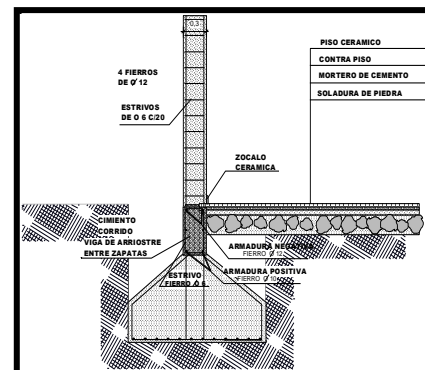 0.3
PISO CERAMICO
CONTRA PISO
MORTERO DE CEMENTO
SOLADURA DE PIEDRA
4 FIERROS
DE Ø 12
ESTRIVOS
DE O 6 C/20
ZOCALO
CERAMICA
CIMIENTO
CORRIDO
VIGA DE ARRIOSTRE
ENTRE ZAPATAS
ARMADURA NEGATIVA
FIERRO Ø 12
ARMADURA POSITIVA
FIERRO Ø 10
ESTRIVO
FIERRO Ø 6